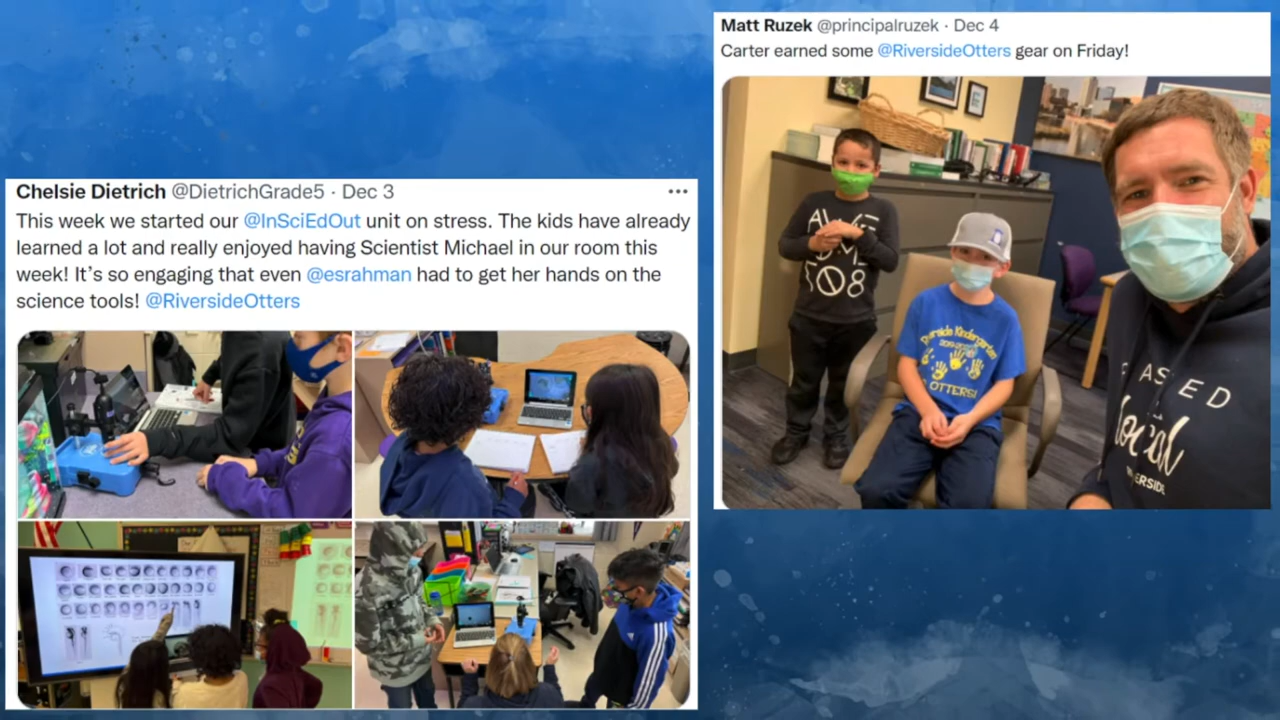 Chelsie Dietrich @DietrichGrade5 · Dec 3
This week we started our @InSciEdOut unit on stress. The kids have already
learned a lot and really enjoyed having Scientist Michael in our room this
week! It's so engaging that even @esrahman had to get her hands on the
science tools! @RiversideOtters
Matt Ruzek @principalruzek · Dec 4
Carter earned some @RiversideOtters gear on Friday!
Riverside Kindergarten
OTTERS!
local